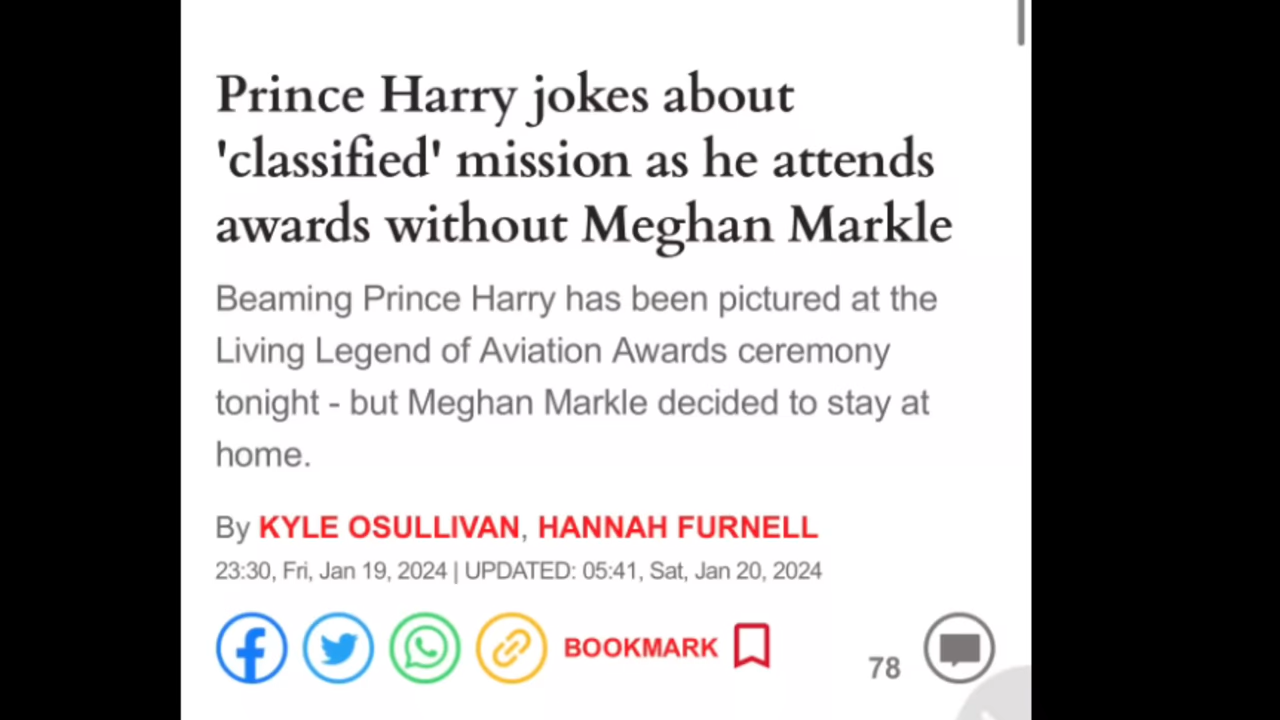 Prince Harry jokes about
'classified' mission as he attends
awards without Meghan Markle
Beaming Prince Harry has been pictured at the
Living Legend of Aviation Awards ceremony
tonight - but Meghan Markle decided to stay at
home.
By KYLE OSULLIVAN, HANNAH FURNELL
23:30, Fri, Jan 19, 2024 | UPDATED: 05:41, Sat, Jan 20, 2024
BOOKMARK
78